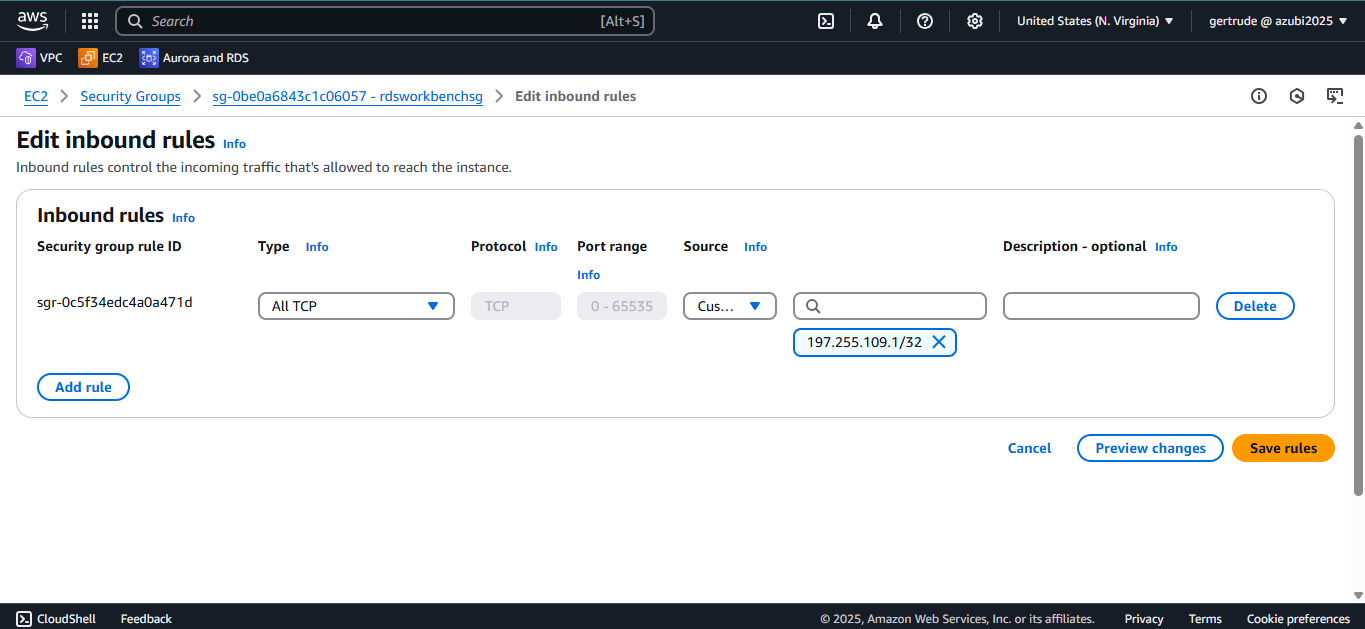 aws
Search [Alt+S]
United States (N. Virginia)
gertrude @ azubi2025
VPC
EC2
Aurora and RDS
EC2 > Security Groups > sg-0be0a6843c1c06057 - rdsworkbenchsg > Edit inbound rules
Edit inbound rules Info
Inbound rules control the incoming traffic that's allowed to reach the instance.
Inbound rules Info
Security group rule ID
Type Info
Protocol Info
Port range
Info
Source Info
Description - optional Info
sgr-0c5f34edc4a0a471d
All TCP
TCP
0 - 65535
Cus...
Delete
197.255.109.1/32
Add rule
Cancel
Preview changes
Save rules
CloudShell
Feedback
© 2025, Amazon Web Services, Inc. or its affiliates.
Privacy
Terms
Cookie preferences